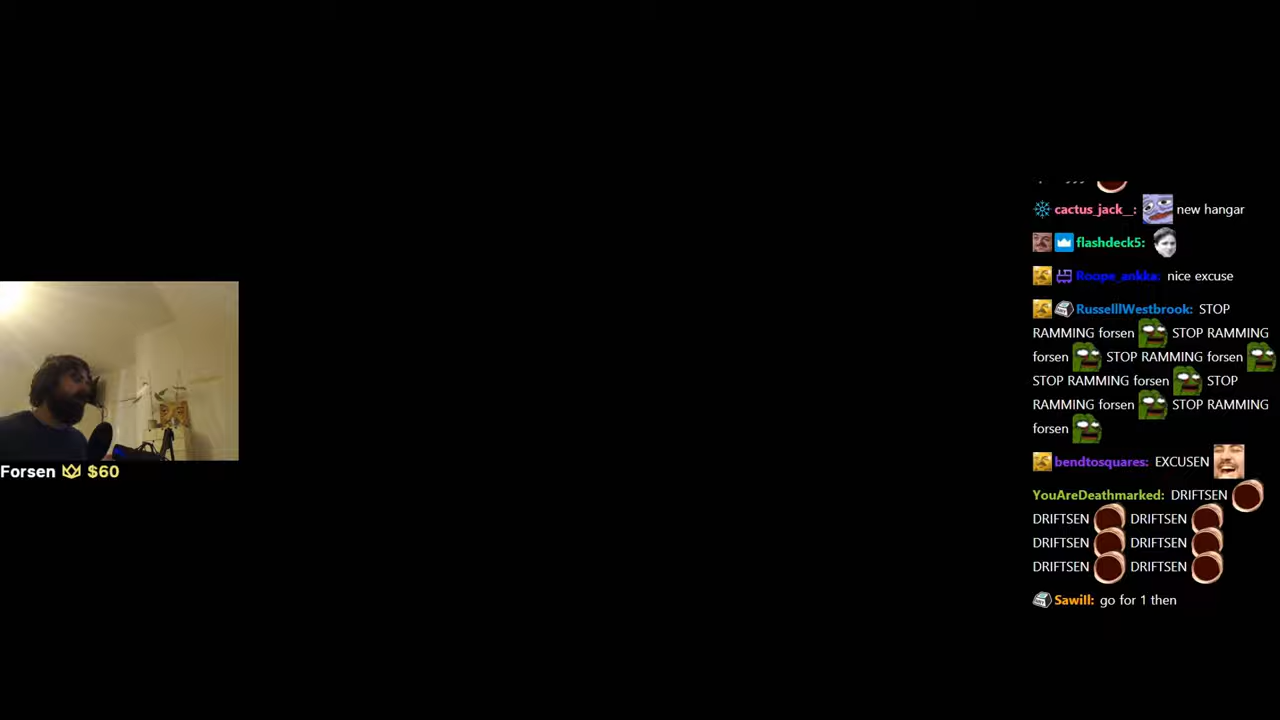 cactus_jack__: new hangar
flashdeck5:
Roope_ankka: nice excuse
RusselllWestbrook: STOP
RAMMING forsen STOP RAMMING
forsen STOP RAMMING forsen
STOP RAMMING forsen STOP
RAMMING forsen STOP RAMMING
forsen
bendtosquares: EXCUSEN
YouAreDeathmarked: DRIFTSEN
DRIFTSEN DRIFTSEN
DRIFTSEN DRIFTSEN
DRIFTSEN DRIFTSEN
Sawill: go for 1 then
Forsen $60